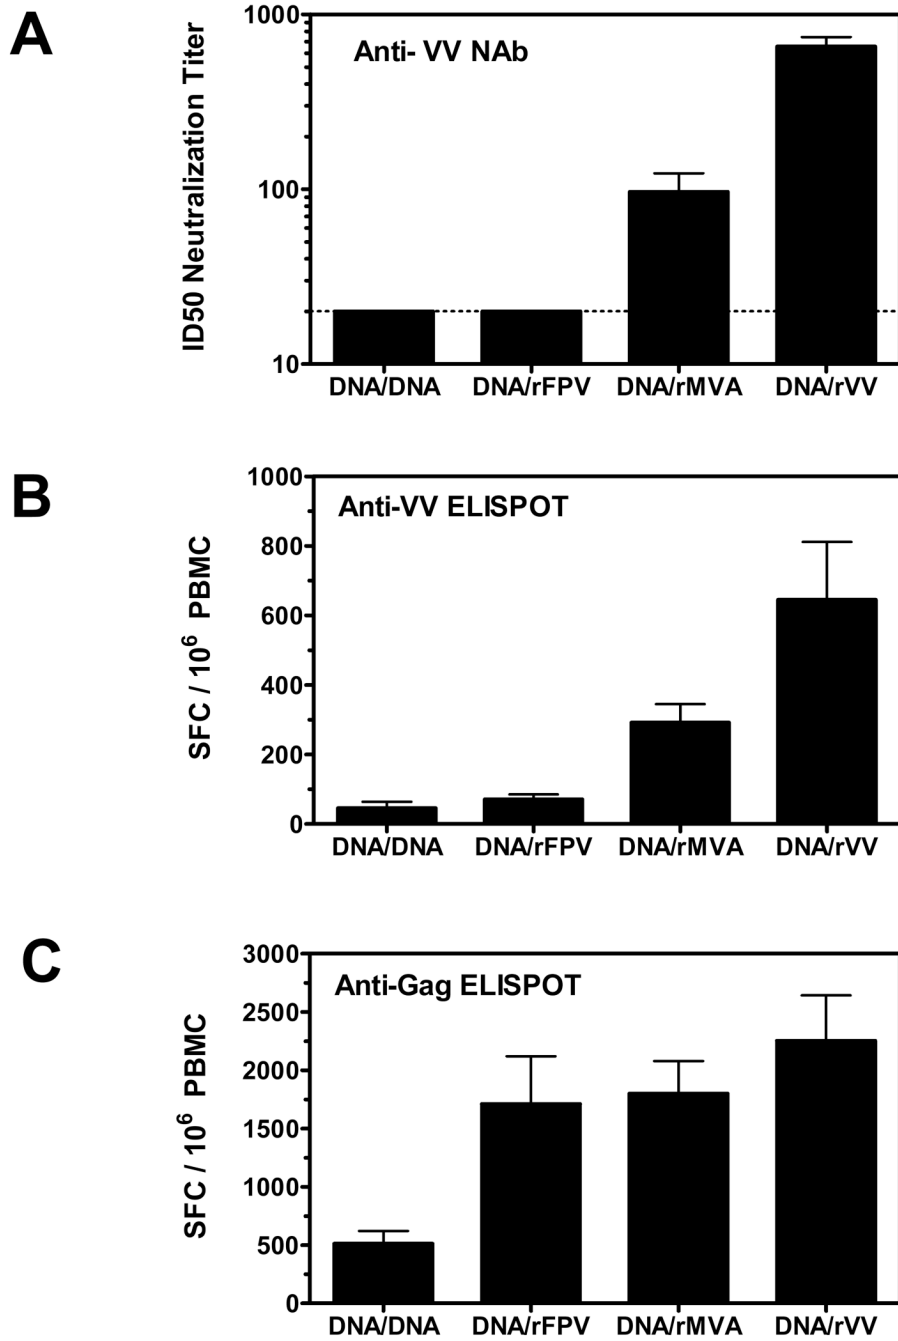 A
Anti- VV NAb
ID50 Neutralization Titer
1000
100
10
DNA/DNA DNA/rFPV DNA/rMVA DNA/rVV
B
Anti-VV ELISPOT
SFC / 10⁶ PBMC
1000
800
600
400
200
0
DNA/DNA DNA/rFPV DNA/rMVA DNA/rVV
C
Anti-Gag ELISPOT
SFC / 10⁶ PBMC
3000
2500
2000
1500
1000
500
0
DNA/DNA DNA/rFPV DNA/rMVA DNA/rVV